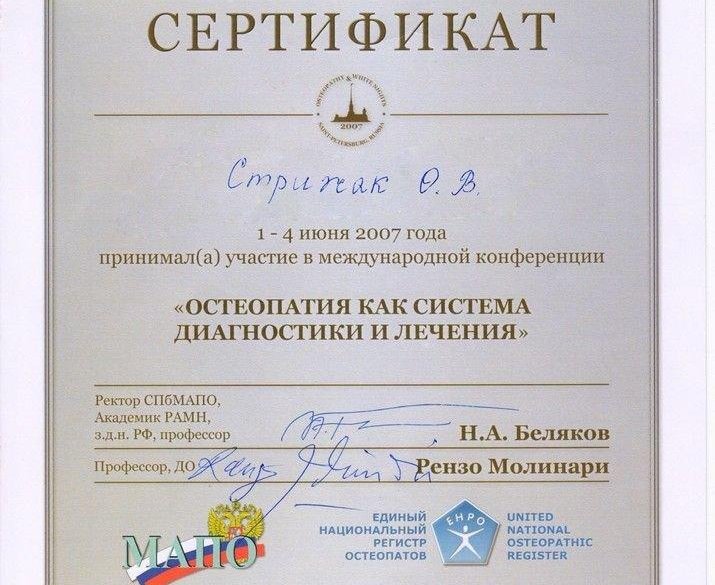 СЕРТИФИКАТ
OSTEOPATHY & WHITE NIGHTS
2007
SAINT-PETERSBURG, RUSSIA
Стрижак О. В.
1 - 4 июня 2007 года
принимал(а) участие в международной конференции
«ОСТЕОПАТИЯ КАК СИСТЕМА
ДИАГНОСТИКИ И ЛЕЧЕНИЯ»
Ректор СПбМАПО,
Академик РАМН,
з.д.н. РФ, профессор
Н.А. Беляков
Профессор, ДО
Рензо Молинари
МАПО
ЕДИНЫЙ
НАЦИОНАЛЬНЫЙ
РЕГИСТР
ОСТЕОПАТОВ
ЕНРО
UNITED
NATIONAL
OSTEOPATHIC
REGISTER